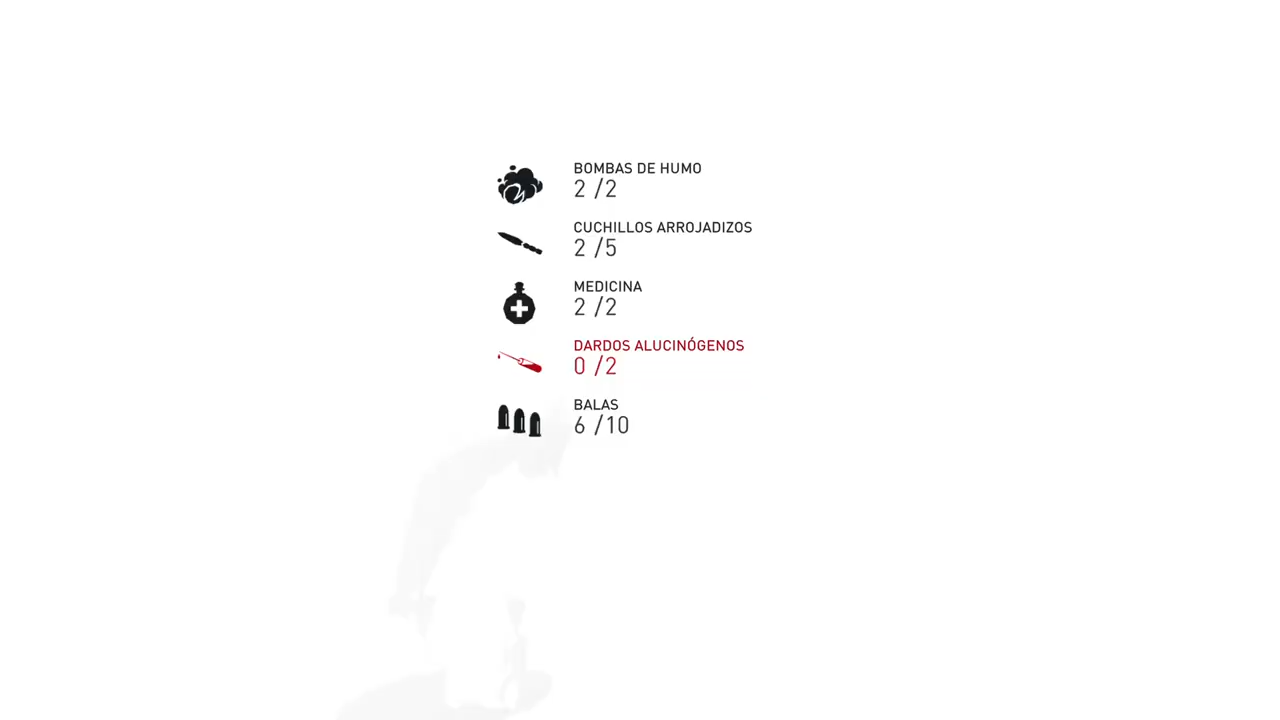 BOMBAS DE HUMO
2 /2
CUCHILLOS ARROJADIZOS
2 /5
MEDICINA
2 /2
DARDOS ALUCINÓGENOS
0 /2
BALAS
6 /10